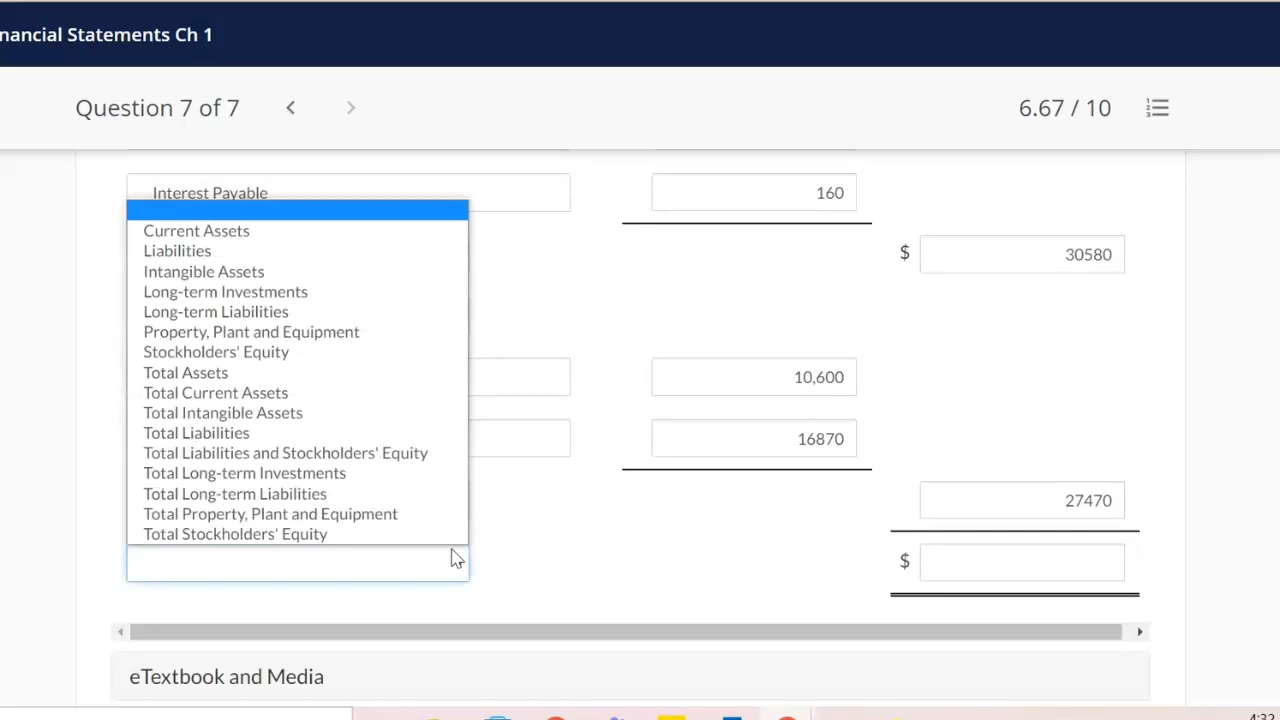 nancial Statements Ch 1
Question 7 of 7 < > 6.67 / 10
Interest Payable 160
$ 30580
Current Assets
Liabilities
Intangible Assets
Long-term Investments
Long-term Liabilities
Property, Plant and Equipment
Stockholders' Equity
Total Assets
10,600
Total Current Assets
Total Intangible Assets
Total Liabilities
16870
Total Liabilities and Stockholders' Equity
Total Long-term Investments
Total Long-term Liabilities
27470
Total Property, Plant and Equipment
Total Stockholders' Equity
$
eTextbook and Media